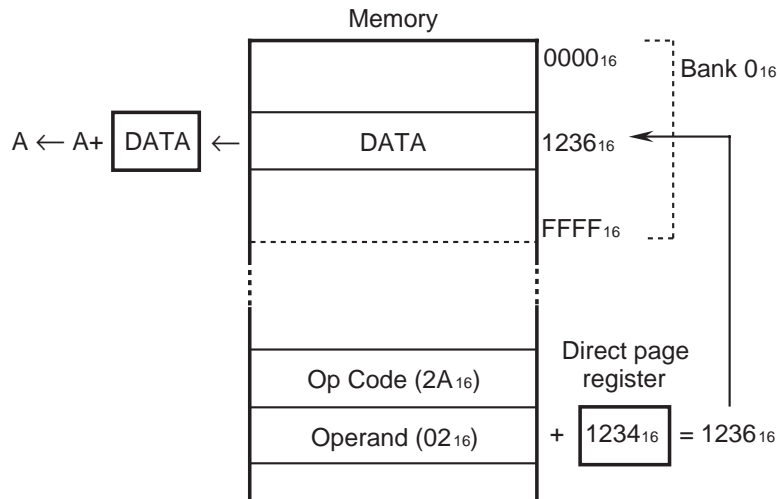 Memory
0000₁₆
Bank 0₁₆
A ← A+ DATA ← DATA 1236₁₆
FFFF₁₆
Direct page
register
Op Code (2A₁₆)
Operand (02₁₆) + 1234₁₆ = 1236₁₆